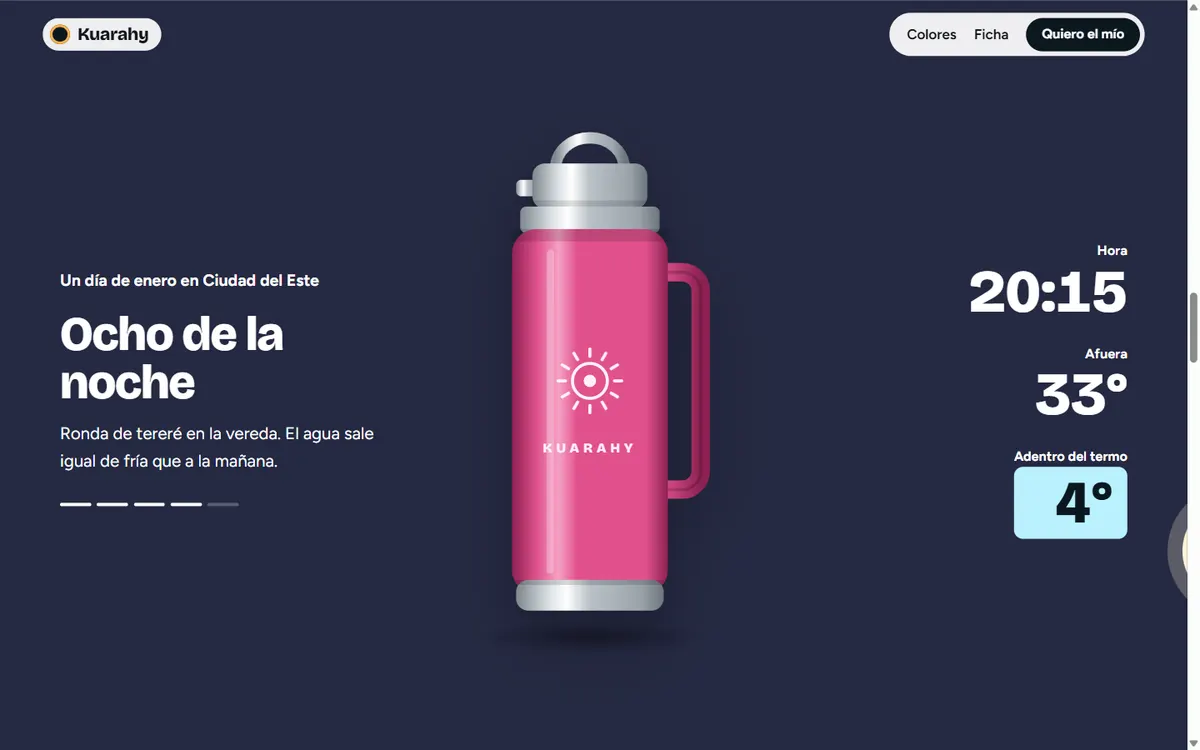 Kuarahy
Colores
Ficha
Quiero el mío
Un día de enero en Ciudad del Este
Ocho de la
noche
Ronda de tereré en la vereda. El agua sale
igual de fría que a la mañana.
KUARAHY
Hora
20:15
Afuera
33°
Adentro del termo
4°